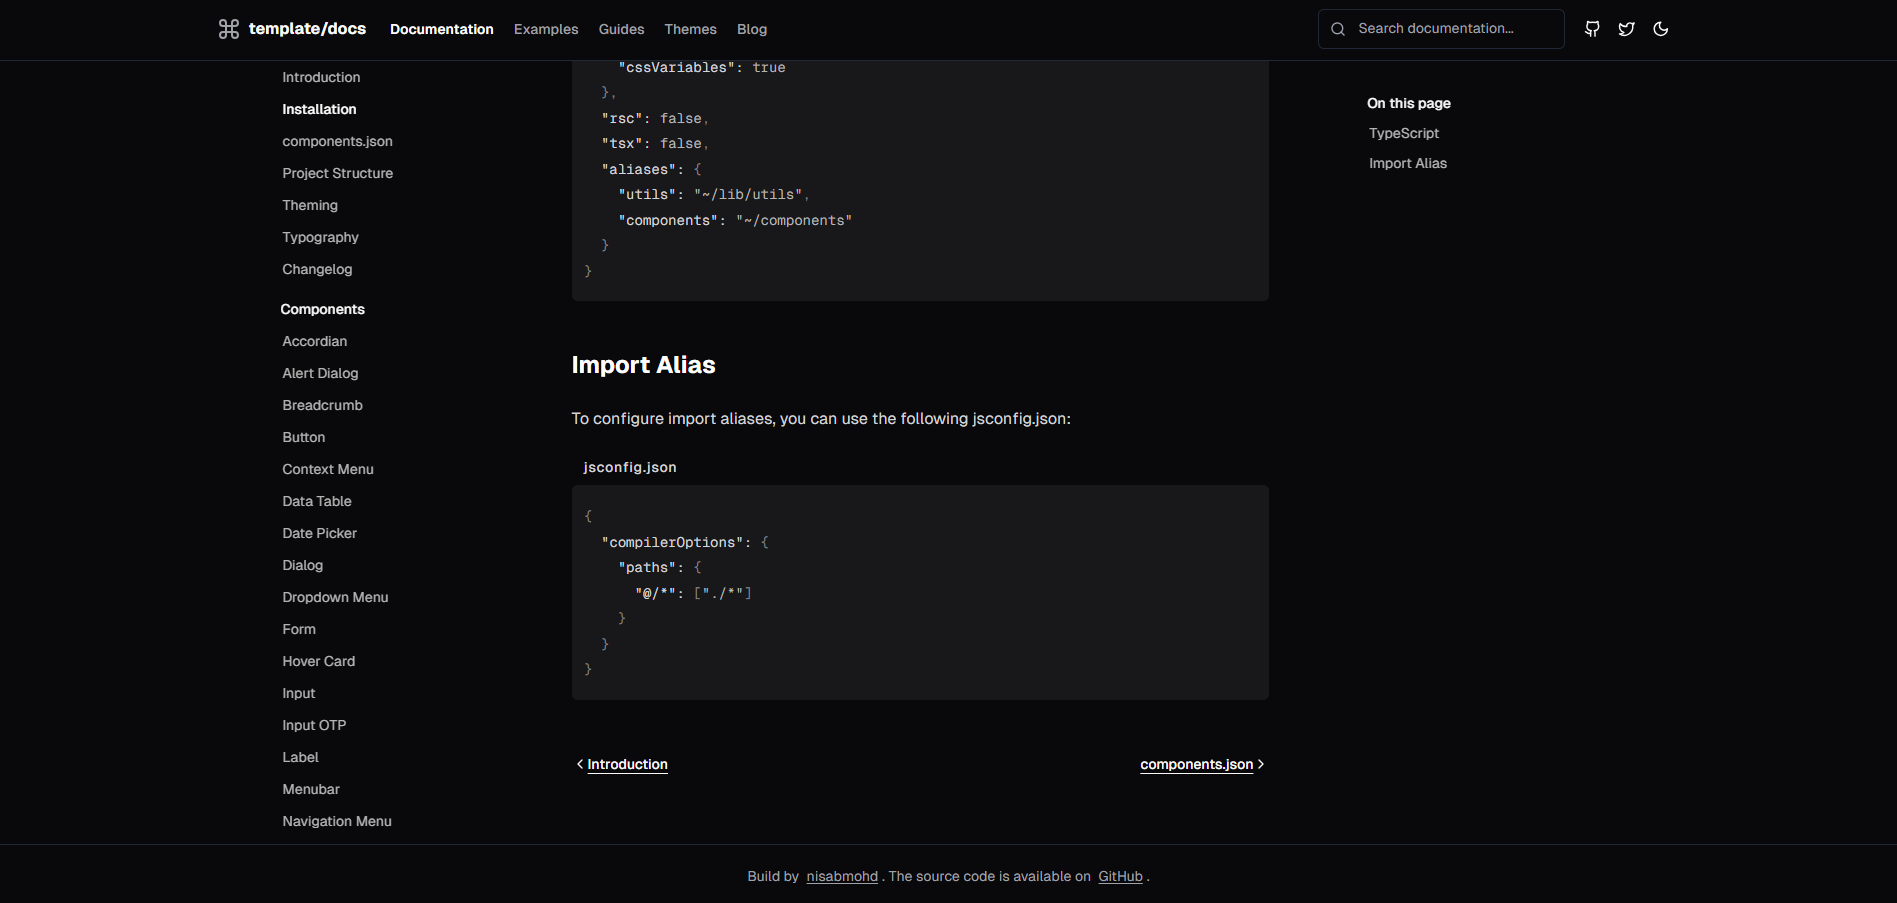 template/docs
Documentation
Examples
Guides
Themes
Blog
Search documentation...
Introduction
Installation
components.json
Project Structure
Theming
Typography
Changelog
Components
Accordian
Alert Dialog
Breadcrumb
Button
Context Menu
Data Table
Date Picker
Dialog
Dropdown Menu
Form
Hover Card
Input
Input OTP
Label
Menubar
Navigation Menu
"cssVariables": true
},
"rsc": false,
"tsx": false,
"aliases": {
"utils": "~/lib/utils",
"components": "~/components"
}
}
Import Alias
To configure import aliases, you can use the following jsconfig.json:
jsconfig.json
{
"compilerOptions": {
"paths": {
"@/*": ["./*"]
}
}
}
Introduction
components.json
On this page
TypeScript
Import Alias
Build by nisabmohd . The source code is available on GitHub .